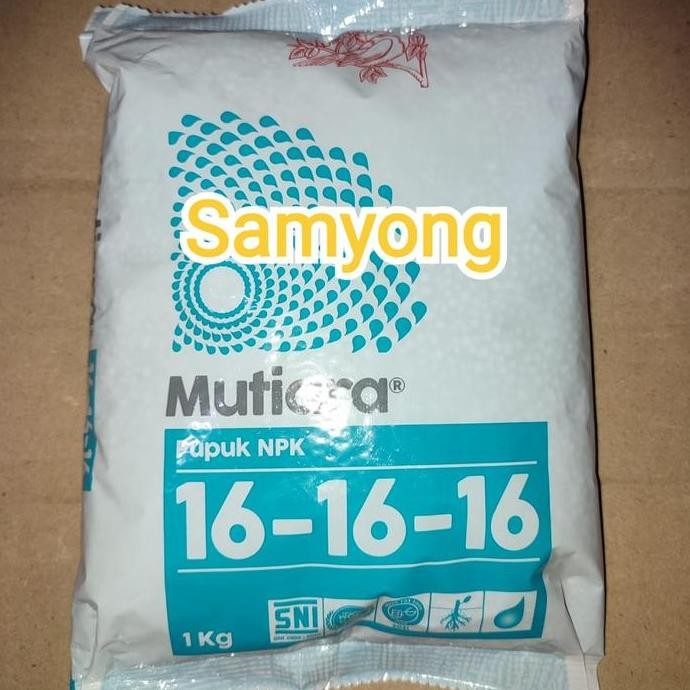 Samyong
Mutiara®
Pupuk NPK
16-16-16
1 Kg
SNI